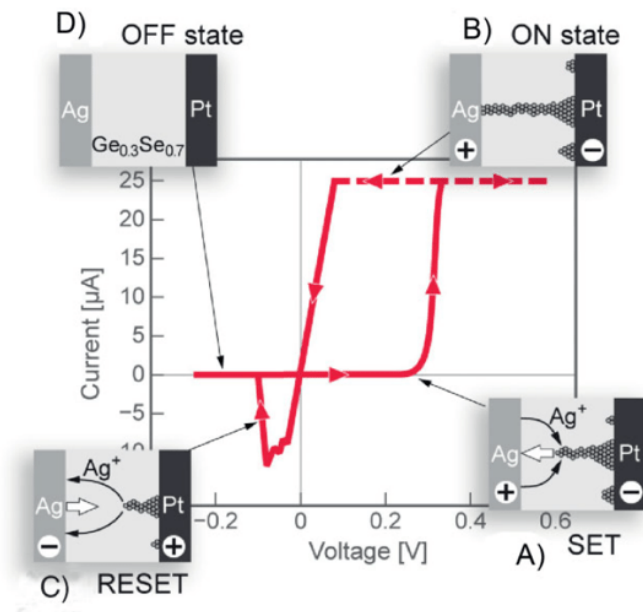 D)
OFF state
B)
ON state
Ag
Pt
Ge0.3Se0.7
Ag
Pt
+
−
25
20
15
10
5
0
−5
10
Current [µA]
−0.2
0
0.2
0.4
0.6
Voltage [V]
Ag+
Ag
Pt
−
+
C)
RESET
Ag+
Ag
Pt
+
−
A)
SET